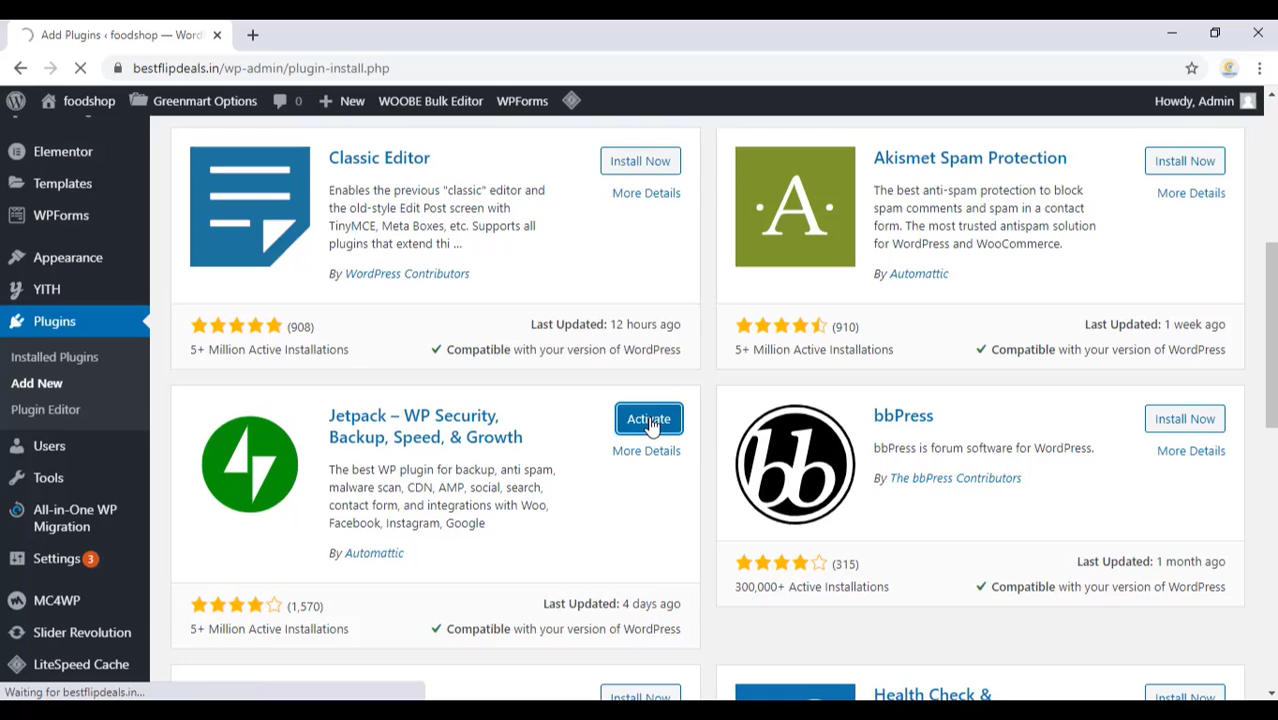 Add Plugins ‹ foodshop — Word
bestflipdeals.in/wp-admin/plugin-install.php
foodshop
Greenmart Options
0
New
WOOBE Bulk Editor
WPForms
Howdy, Admin
Elementor
Templates
WPForms
Appearance
YITH
Plugins
Installed Plugins
Add New
Plugin Editor
Users
Tools
All-in-One WP
Migration
Settings 3
MC4WP
Slider Revolution
LiteSpeed Cache
Waiting for bestflipdeals.in...
Classic Editor
Install Now
More Details
Enables the previous "classic" editor and
the old-style Edit Post screen with
TinyMCE, Meta Boxes, etc. Supports all
plugins that extend thi ...
By WordPress Contributors
(908)
Last Updated: 12 hours ago
5+ Million Active Installations
Compatible with your version of WordPress
A
Akismet Spam Protection
Install Now
More Details
The best anti-spam protection to block
spam comments and spam in a contact
form. The most trusted antispam solution
for WordPress and WooCommerce.
By Automattic
(910)
Last Updated: 1 week ago
5+ Million Active Installations
Compatible with your version of WordPress
Jetpack – WP Security,
Backup, Speed, & Growth
Activate
More Details
The best WP plugin for backup, anti spam,
malware scan, CDN, AMP, social, search,
contact form, and integrations with Woo,
Facebook, Instagram, Google
By Automattic
(1,570)
Last Updated: 4 days ago
5+ Million Active Installations
Compatible with your version of WordPress
bb
bbPress
Install Now
More Details
bbPress is forum software for WordPress.
By The bbPress Contributors
(315)
Last Updated: 1 month ago
300,000+ Active Installations
Compatible with your version of WordPress
Install Now
Health Check &
Install Now